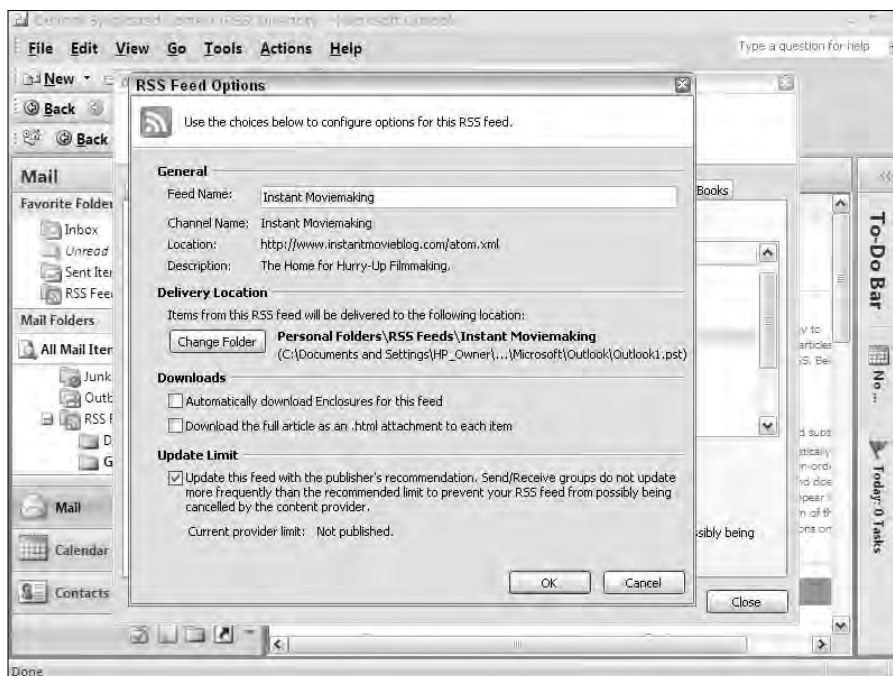 File Edit View Go Tools Actions Help
Type a question for help
New
Back
Back
RSS Feed Options
Use the choices below to configure options for this RSS feed.
General
Feed Name: Instant Moviemaking
Channel Name: Instant Moviemaking
Location: http://www.instantmovieblog.com/atom.xml
Description: The Home for Hurry-Up Filmmaking.
Delivery Location
Items from this RSS feed will be delivered to the following location:
Change Folder
Personal Folders\RSS Feeds\Instant Moviemaking
(C:\Documents and Settings\HP_Owner\...\Microsoft\Outlook\Outlook1.pst)
Downloads
Automatically download Enclosures for this feed
Download the full article as an .html attachment to each item
Update Limit
Update this feed with the publisher's recommendation. Send/Receive groups do not update
more frequently than the recommended limit to prevent your RSS feed from possibly being
cancelled by the content provider.
Current provider limit: Not published.
OK Cancel
Close
Mail
Favorite Folder
Inbox
Unread
Sent Iter
RSS Fee
Mail Folders
All Mail Iter
Junk
Outb
RSS F
D
G
Mail
Calendar
Contacts
Books
ssibly being
To-Do Bar
No ...
Today: 0 Tasks
Done